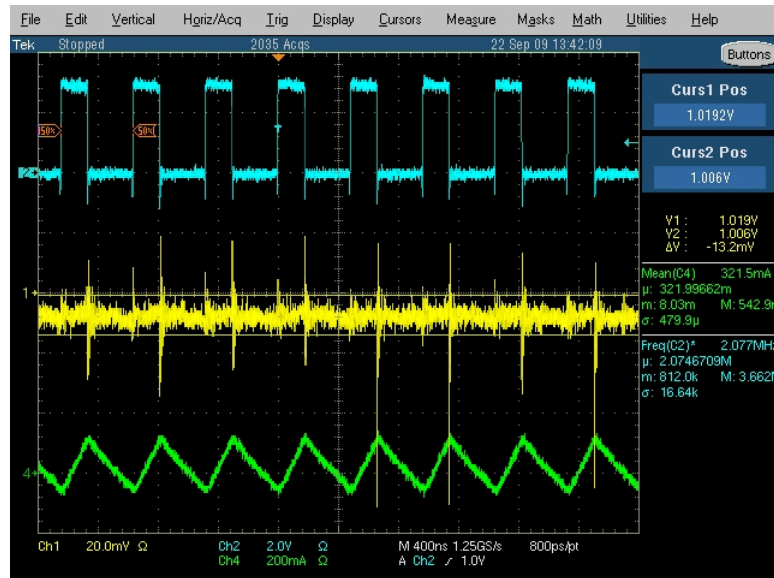 File Edit Vertical Horiz/Acq Trig Display Cursors Measure Masks Math Utilities Help
Tek Stopped 2035 Acqs 22 Sep 09 13:42:09
Buttons
Curs1 Pos
1.0192V
Curs2 Pos
1.006V
50% 50%
2
V1 : 1.019V
V2 : 1.006V
ΔV : -13.2mV
1
Mean(C4) 321.5mA
μ: 321.99662m
m: 8.03m M: 542.9m
σ: 479.9μ
Freq(C2)* 2.077MHz
μ: 2.0746709M
m: 812.0k M: 3.662M
σ: 16.64k
4
Ch1 20.0mV Ω Ch2 2.0V Ω M 400ns 1.25GS/s 800ps/pt
Ch4 200mA Ω A Ch2 ∕ 1.0V